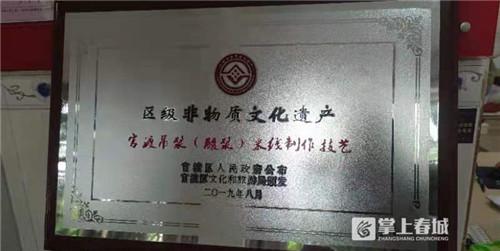 区级非物质文化遗产
官渡吊浆（酸浆）米线制作技艺
官渡区人民政府公布
官渡区文化和旅游局颁发
二〇一九年八月
掌上春城
ZHANGSHANG CHUNCHENG